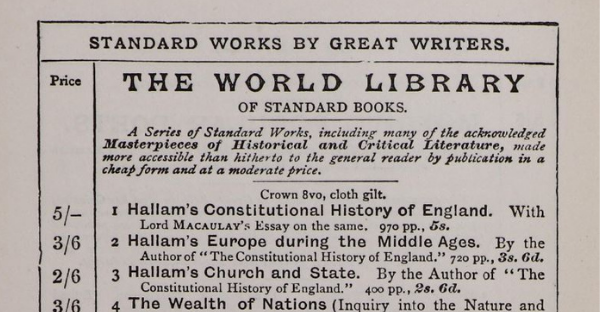 STANDARD WORKS BY GREAT WRITERS.
Price
THE WORLD LIBRARY
OF STANDARD BOOKS.
A Series of Standard Works, including many of the acknowledged
Masterpieces of Historical and Critical Literature, made
more accessible than hitherto to the general reader by publication in a
cheap form and at a moderate price.
Crown 8vo, cloth gilt.
5/- 1 Hallam's Constitutional History of England. With
Lord MACAULAY'S Essay on the same. 970 pp., 5s.
3/6 2 Hallam's Europe during the Middle Ages. By the
Author of "The Constitutional History of England." 720 pp., 3s. 6d.
2/6 3 Hallam's Church and State. By the Author of "The
Constitutional History of England." 400 pp., 2s. 6d.
3/6 4 The Wealth of Nations (Inquiry into the Nature and